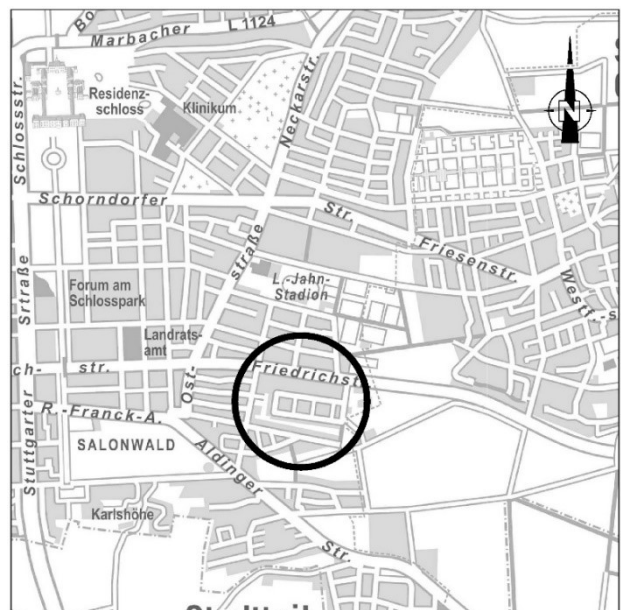 Marbacher L 1124
Schlossstr.
Residenz-
schloss
Klinikum
Neckarstr.
N
Schorndorfer
Str.
Friesenstr.
straße
L.-Jahn-
Stadion
Forum am
Schlosspark
Srtraße
Landrats-
amt
Westf.-s
ch- str.
Friedrichst
Ost-
R.-Franck-A.
SALONWALD
Aldinger
Stuttgarter
Karlshöhe
Str.